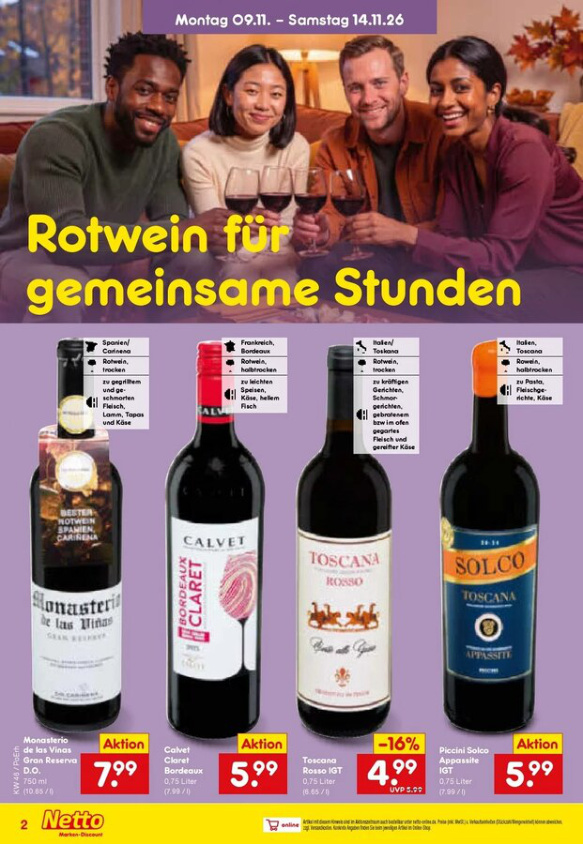 Montag 09.11. – Samstag 14.11.26
Rotwein für
gemeinsame Stunden
Spanien/
Carinena
Rotwein,
trocken
zu gegrilltem
und ge-
schmorten
Fleisch,
Lamm, Tapas
und Käse
Frankreich,
Bordeaux
Rotwein,
halbtrocken
zu leichten
Speisen,
Käse, hellem
Fisch
Italien/
Toskana
Rotwein,
trocken
zu kräftigen
Gerichten,
Schmor-
gerichten,
gebratenem
bzw im ofen
gegartes
Fleisch und
gereifter Käse
Italien,
Toscana
Rowein,
halbtrocken
zu Pasta,
Fleischge-
richte, Käse
BESTER
ROTWEIN
SPANIEN,
CARIÑENA
Monasterio
de las Viñas
GRAN RESERVA
CALVET
CALVET
BORDEAUX
CLARET
TOSCANA
ROSSO
SOLCO
TOSCANA
APPASSITE
Monasterio
de las Vinas
Gran Reserva
D.O.
750 ml
(10.65 / l)
Aktion
7.99
Calvet
Claret
Bordeaux
0,75 Liter
(7.99 / l)
Aktion
5.99
Toscana
Rosso IGT
0,75 Liter
(6.65 / l)
-16%
4.99
UVP 5.99
Piccini Solco
Appassite
IGT
0,75 Liter
(7.99 / l)
Aktion
5.99
2
Netto
Marken-Discount
online